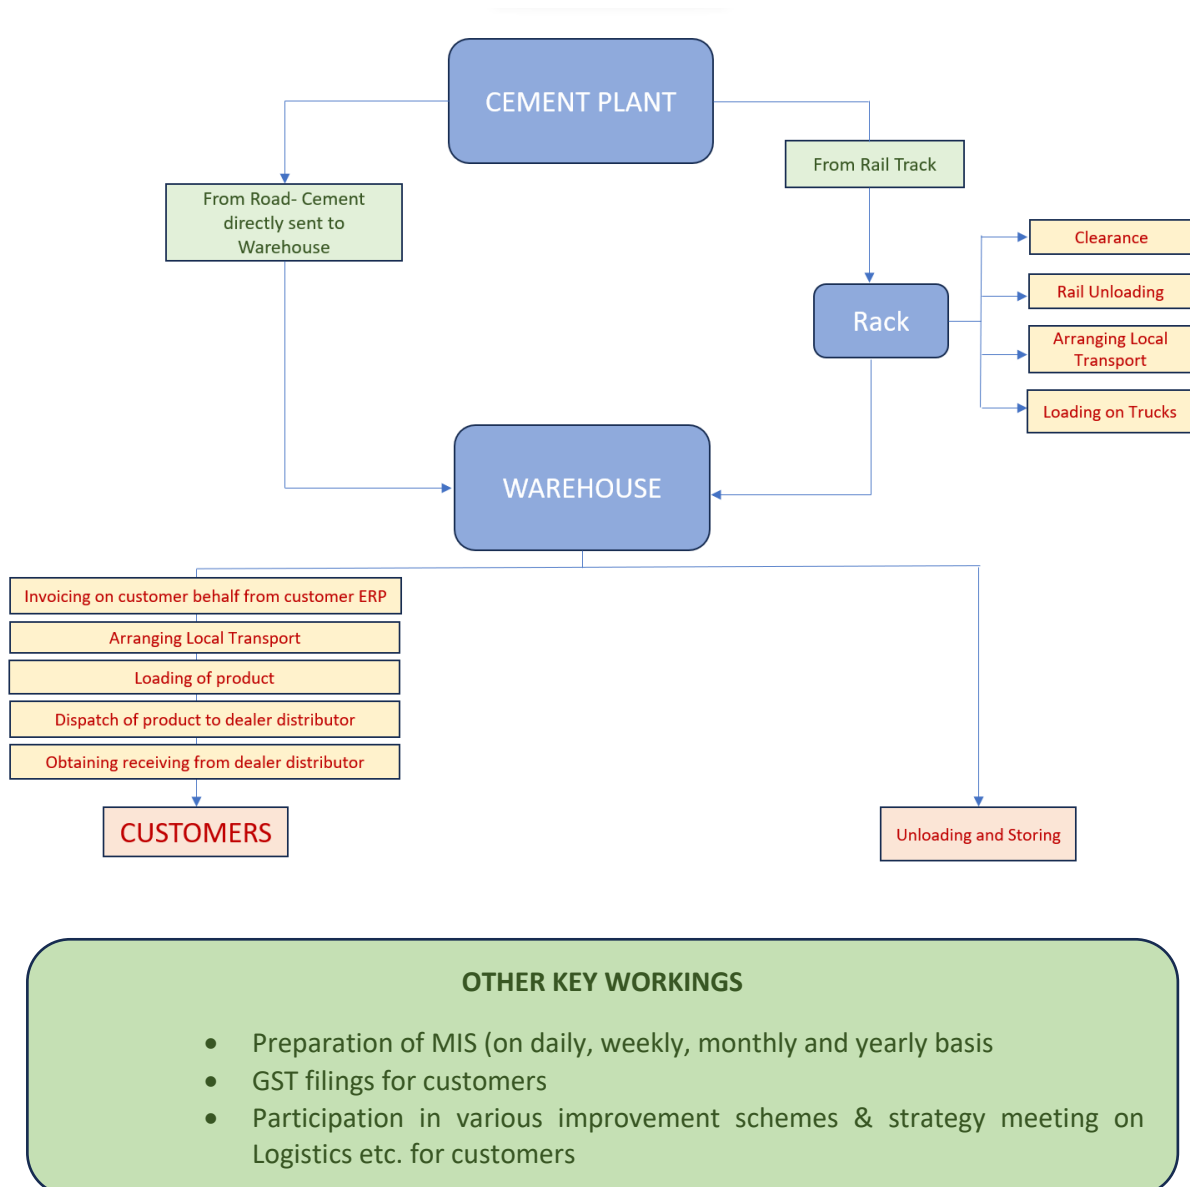 CEMENT PLANT
From Road- Cement
directly sent to
Warehouse
From Rail Track
Rack
Clearance
Rail Unloading
Arranging Local
Transport
Loading on Trucks
WAREHOUSE
Invoicing on customer behalf from customer ERP
Arranging Local Transport
Loading of product
Dispatch of product to dealer distributor
Obtaining receiving from dealer distributor
CUSTOMERS
Unloading and Storing
OTHER KEY WORKINGS
• Preparation of MIS (on daily, weekly, monthly and yearly basis
• GST filings for customers
• Participation in various improvement schemes & strategy meeting on
Logistics etc. for customers